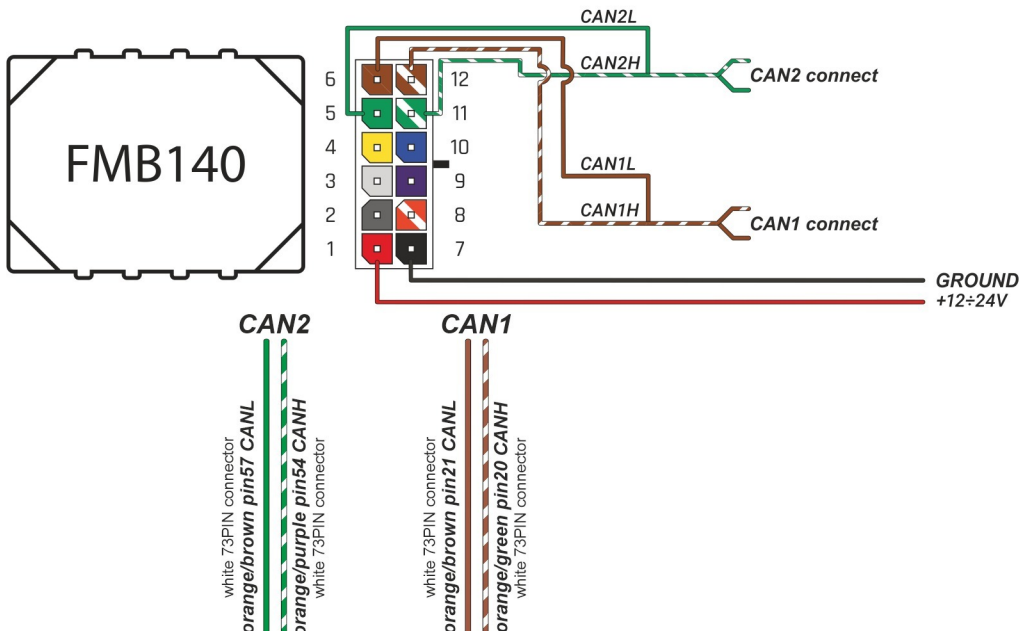 CAN2L
CAN2H
CAN2 connect
FMB140
6 12
5 11
4 10
3 9
2 8
1 7
CAN1L
CAN1H
CAN1 connect
GROUND
+12÷24V
CAN2
CAN1
white 73PIN connector
orange/brown pin57 CANL
orange/purple pin54 CANH
white 73PIN connector
white 73PIN connector
orange/brown pin21 CANL
orange/green pin20 CANH
white 73PIN connector